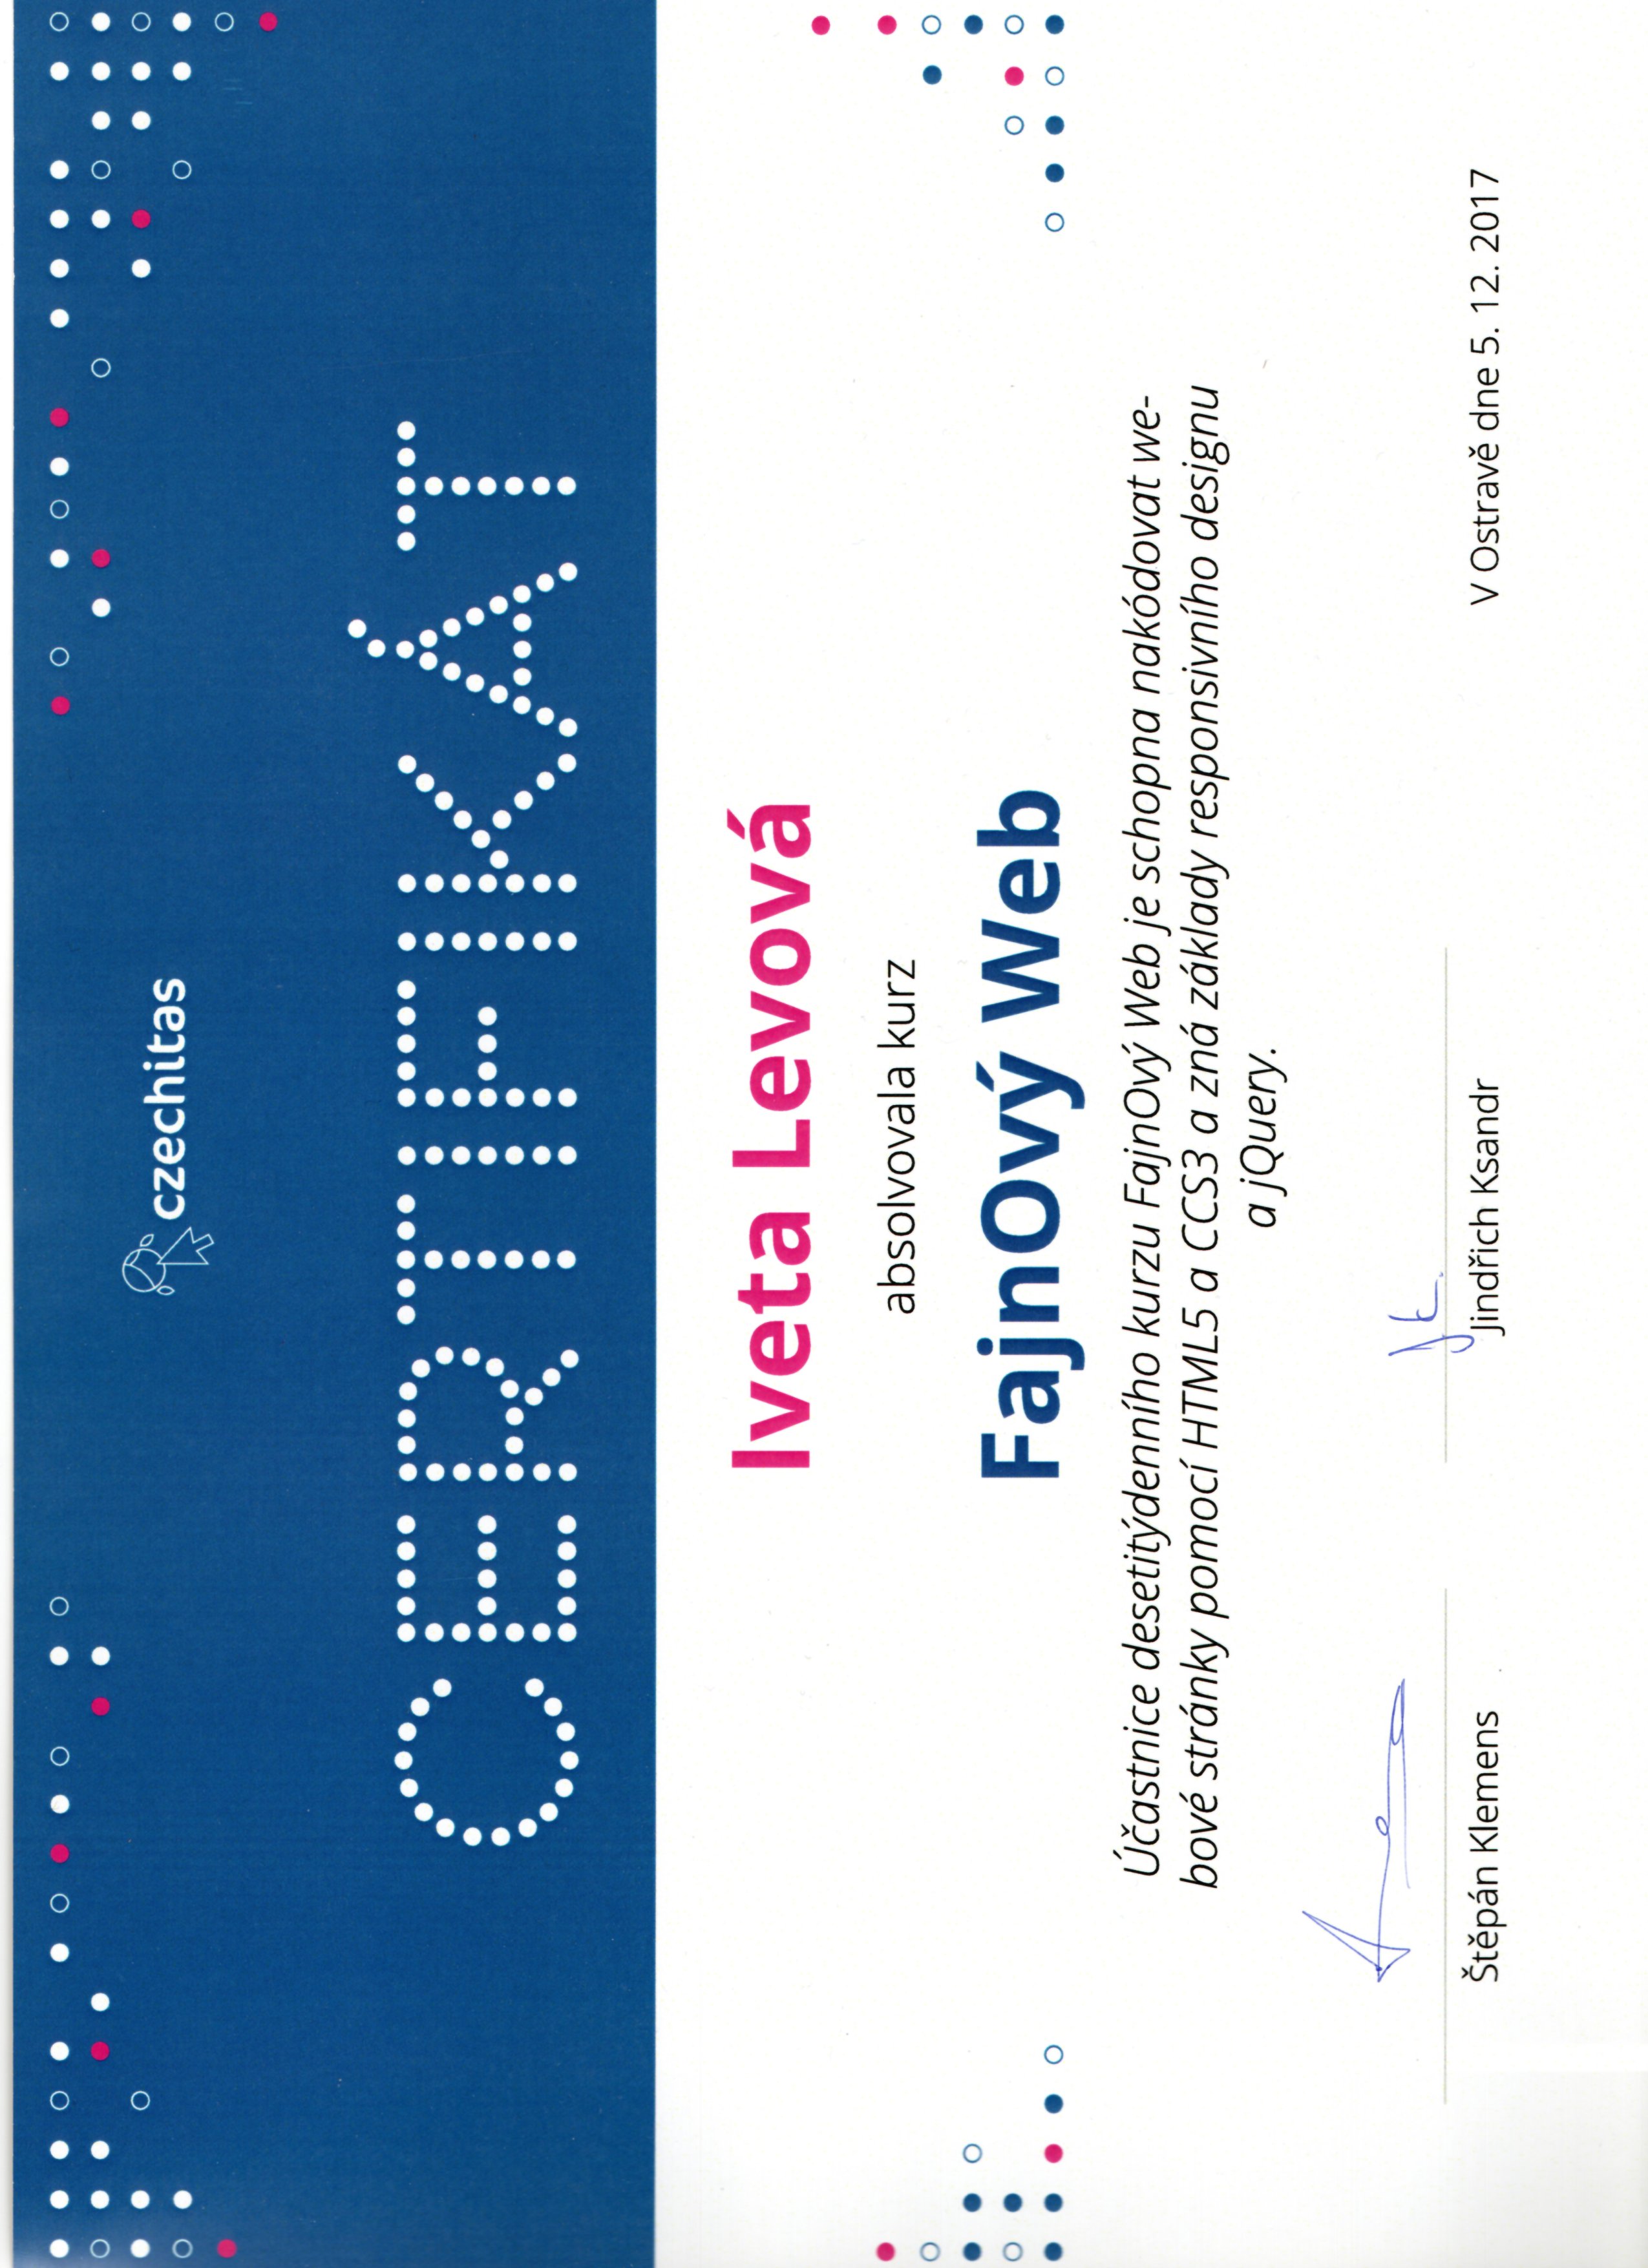 czechitas
CERTIFIKÁT
Iveta Levová
absolvovala kurz
FajnOvý Web
Účastnice desetitýdenního kurzu FajnOvý Web je schopna nakódovat we-
bové stránky pomocí HTML5 a CCS3 a zná základy responsivního designu
a jQuery.
Štěpán Klemens
Jindřich Ksandr
V Ostravě dne 5. 12. 2017